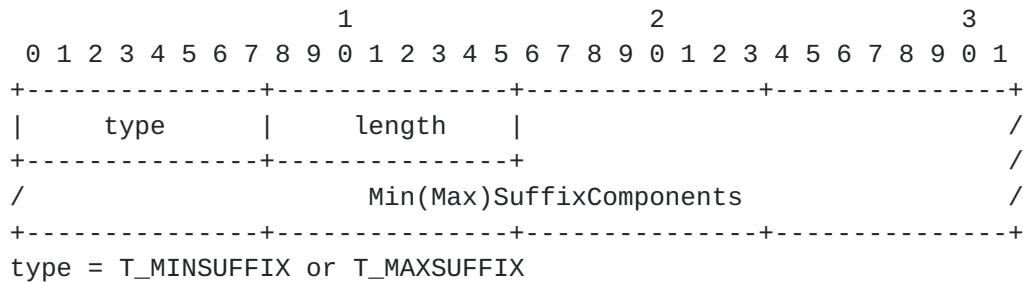 1                   2                   3
 0 1 2 3 4 5 6 7 8 9 0 1 2 3 4 5 6 7 8 9 0 1 2 3 4 5 6 7 8 9 0 1
+---------------+---------------+---------------+---------------+
|     type      |     length    |                               /
+---------------+---------------+                               /
/                      Min(Max)SuffixComponents                 /
+---------------+---------------+---------------+---------------+
type = T_MINSUFFIX or T_MAXSUFFIX